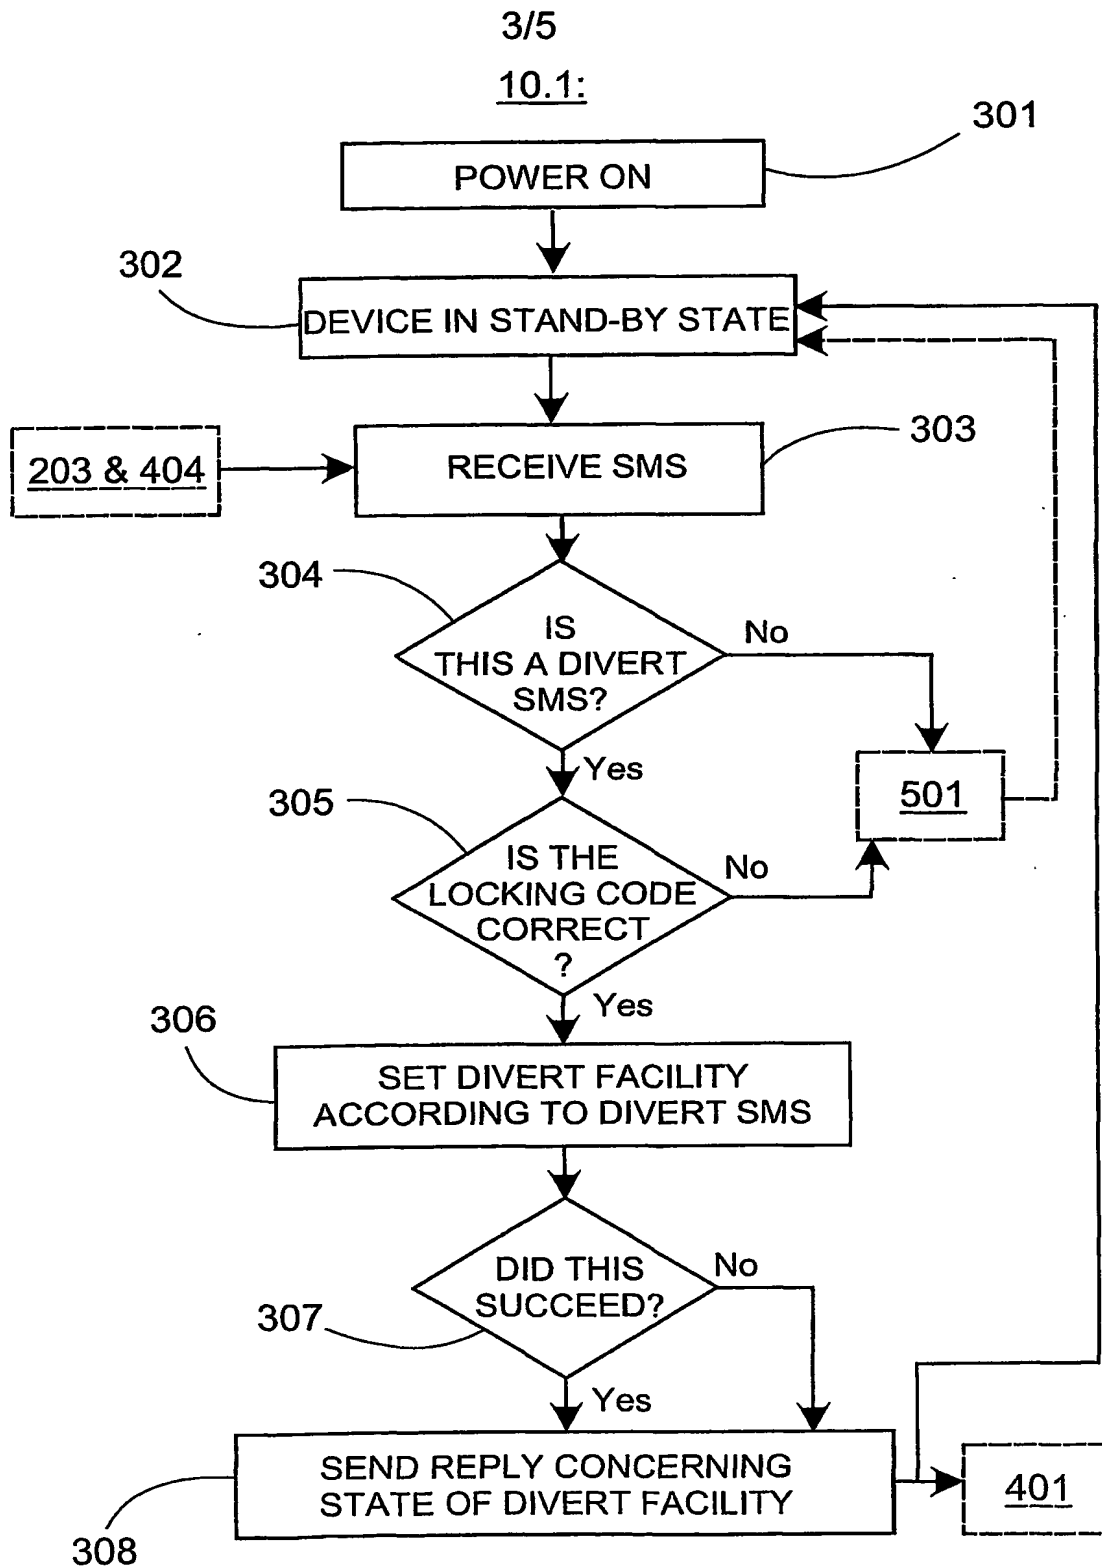 3/5
10.1:
301
POWER ON
302
DEVICE IN STAND-BY STATE
303
203 & 404
RECEIVE SMS
304
IS
THIS A DIVERT
SMS?
No
Yes
501
305
IS THE
LOCKING CODE
CORRECT
?
No
Yes
306
SET DIVERT FACILITY
ACCORDING TO DIVERT SMS
DID THIS
SUCCEED?
No
307
Yes
SEND REPLY CONCERNING
STATE OF DIVERT FACILITY
401
308